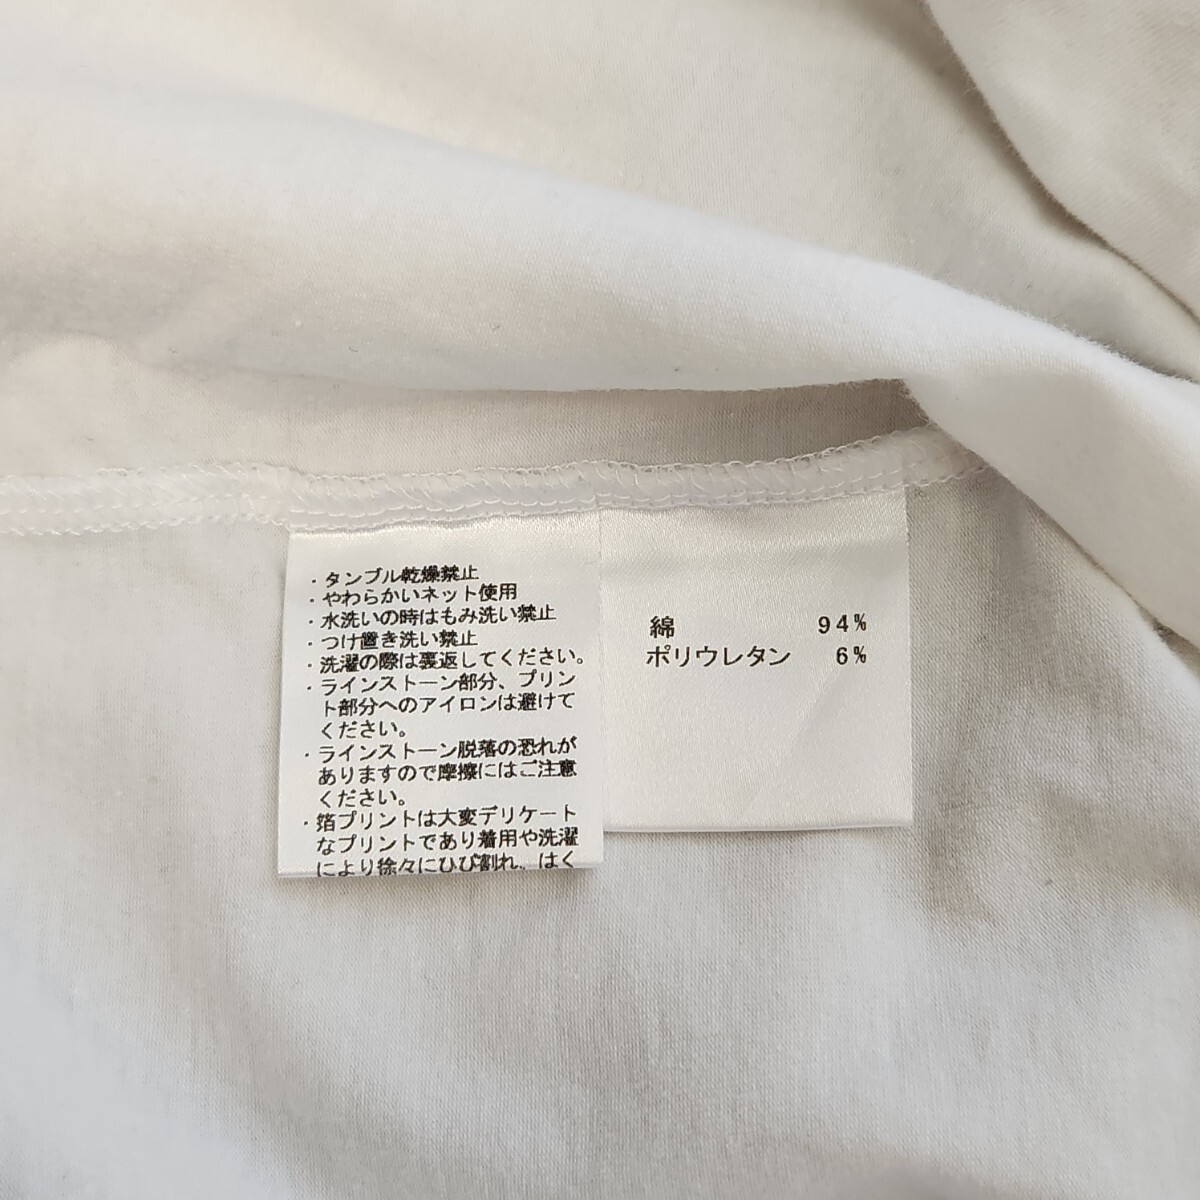 ・タンブル乾燥禁止
・やわらかいネット使用
・水洗いの時はもみ洗い禁止
・つけ置き洗い禁止
・洗濯の際は裏返してください。
・ラインストーン部分、プリン
ト部分へのアイロンは避けて
ください。
・ラインストーン脱落の恐れが
ありますので摩擦にはご注意
ください。
・箔プリントは大変デリケート
なプリントであり着用や洗濯
により徐々にひび割れ、はく
綿 94%
ポリウレタン 6%